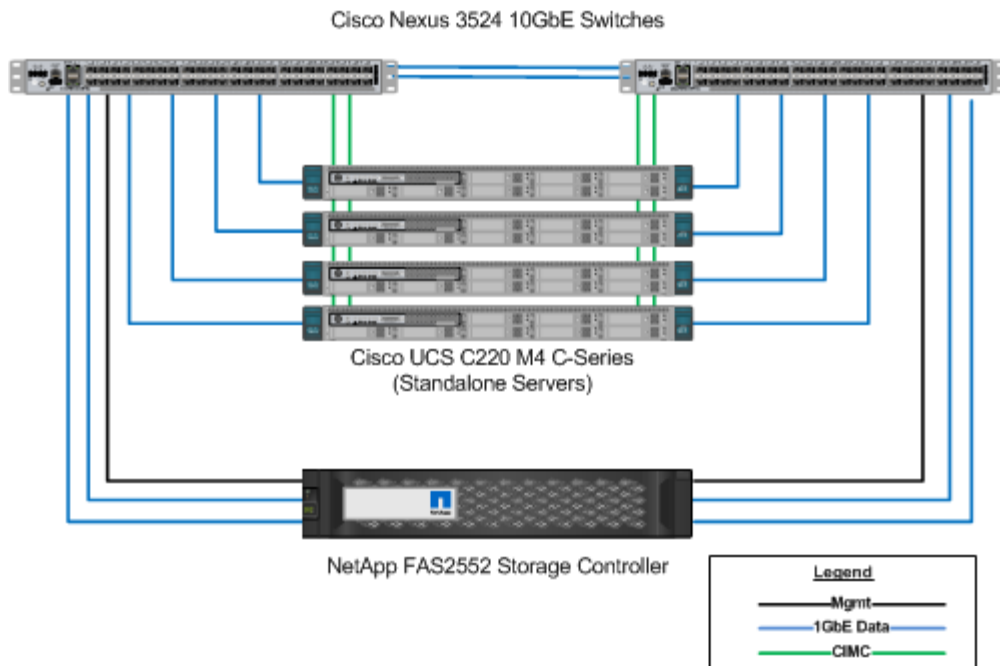 Cisco Nexus 3524 10GbE Switches
Cisco UCS C220 M4 C-Series
(Standalone Servers)
NetApp
NetApp FAS2552 Storage Controller
Legend
Mgmt
1GbE Data
CIMC